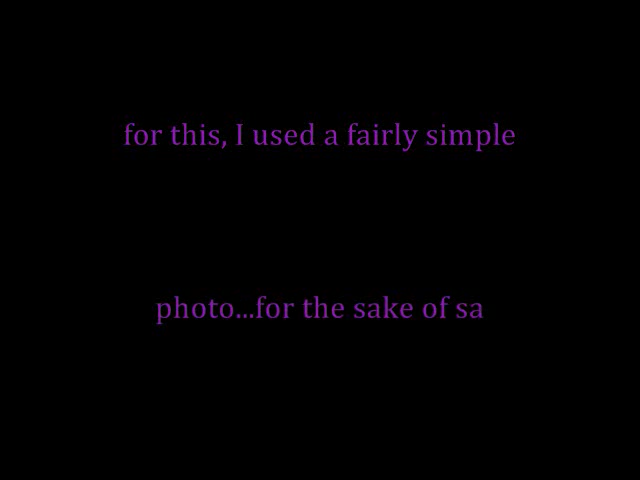 for this, I used a fairly simple
photo...for the sake of sa